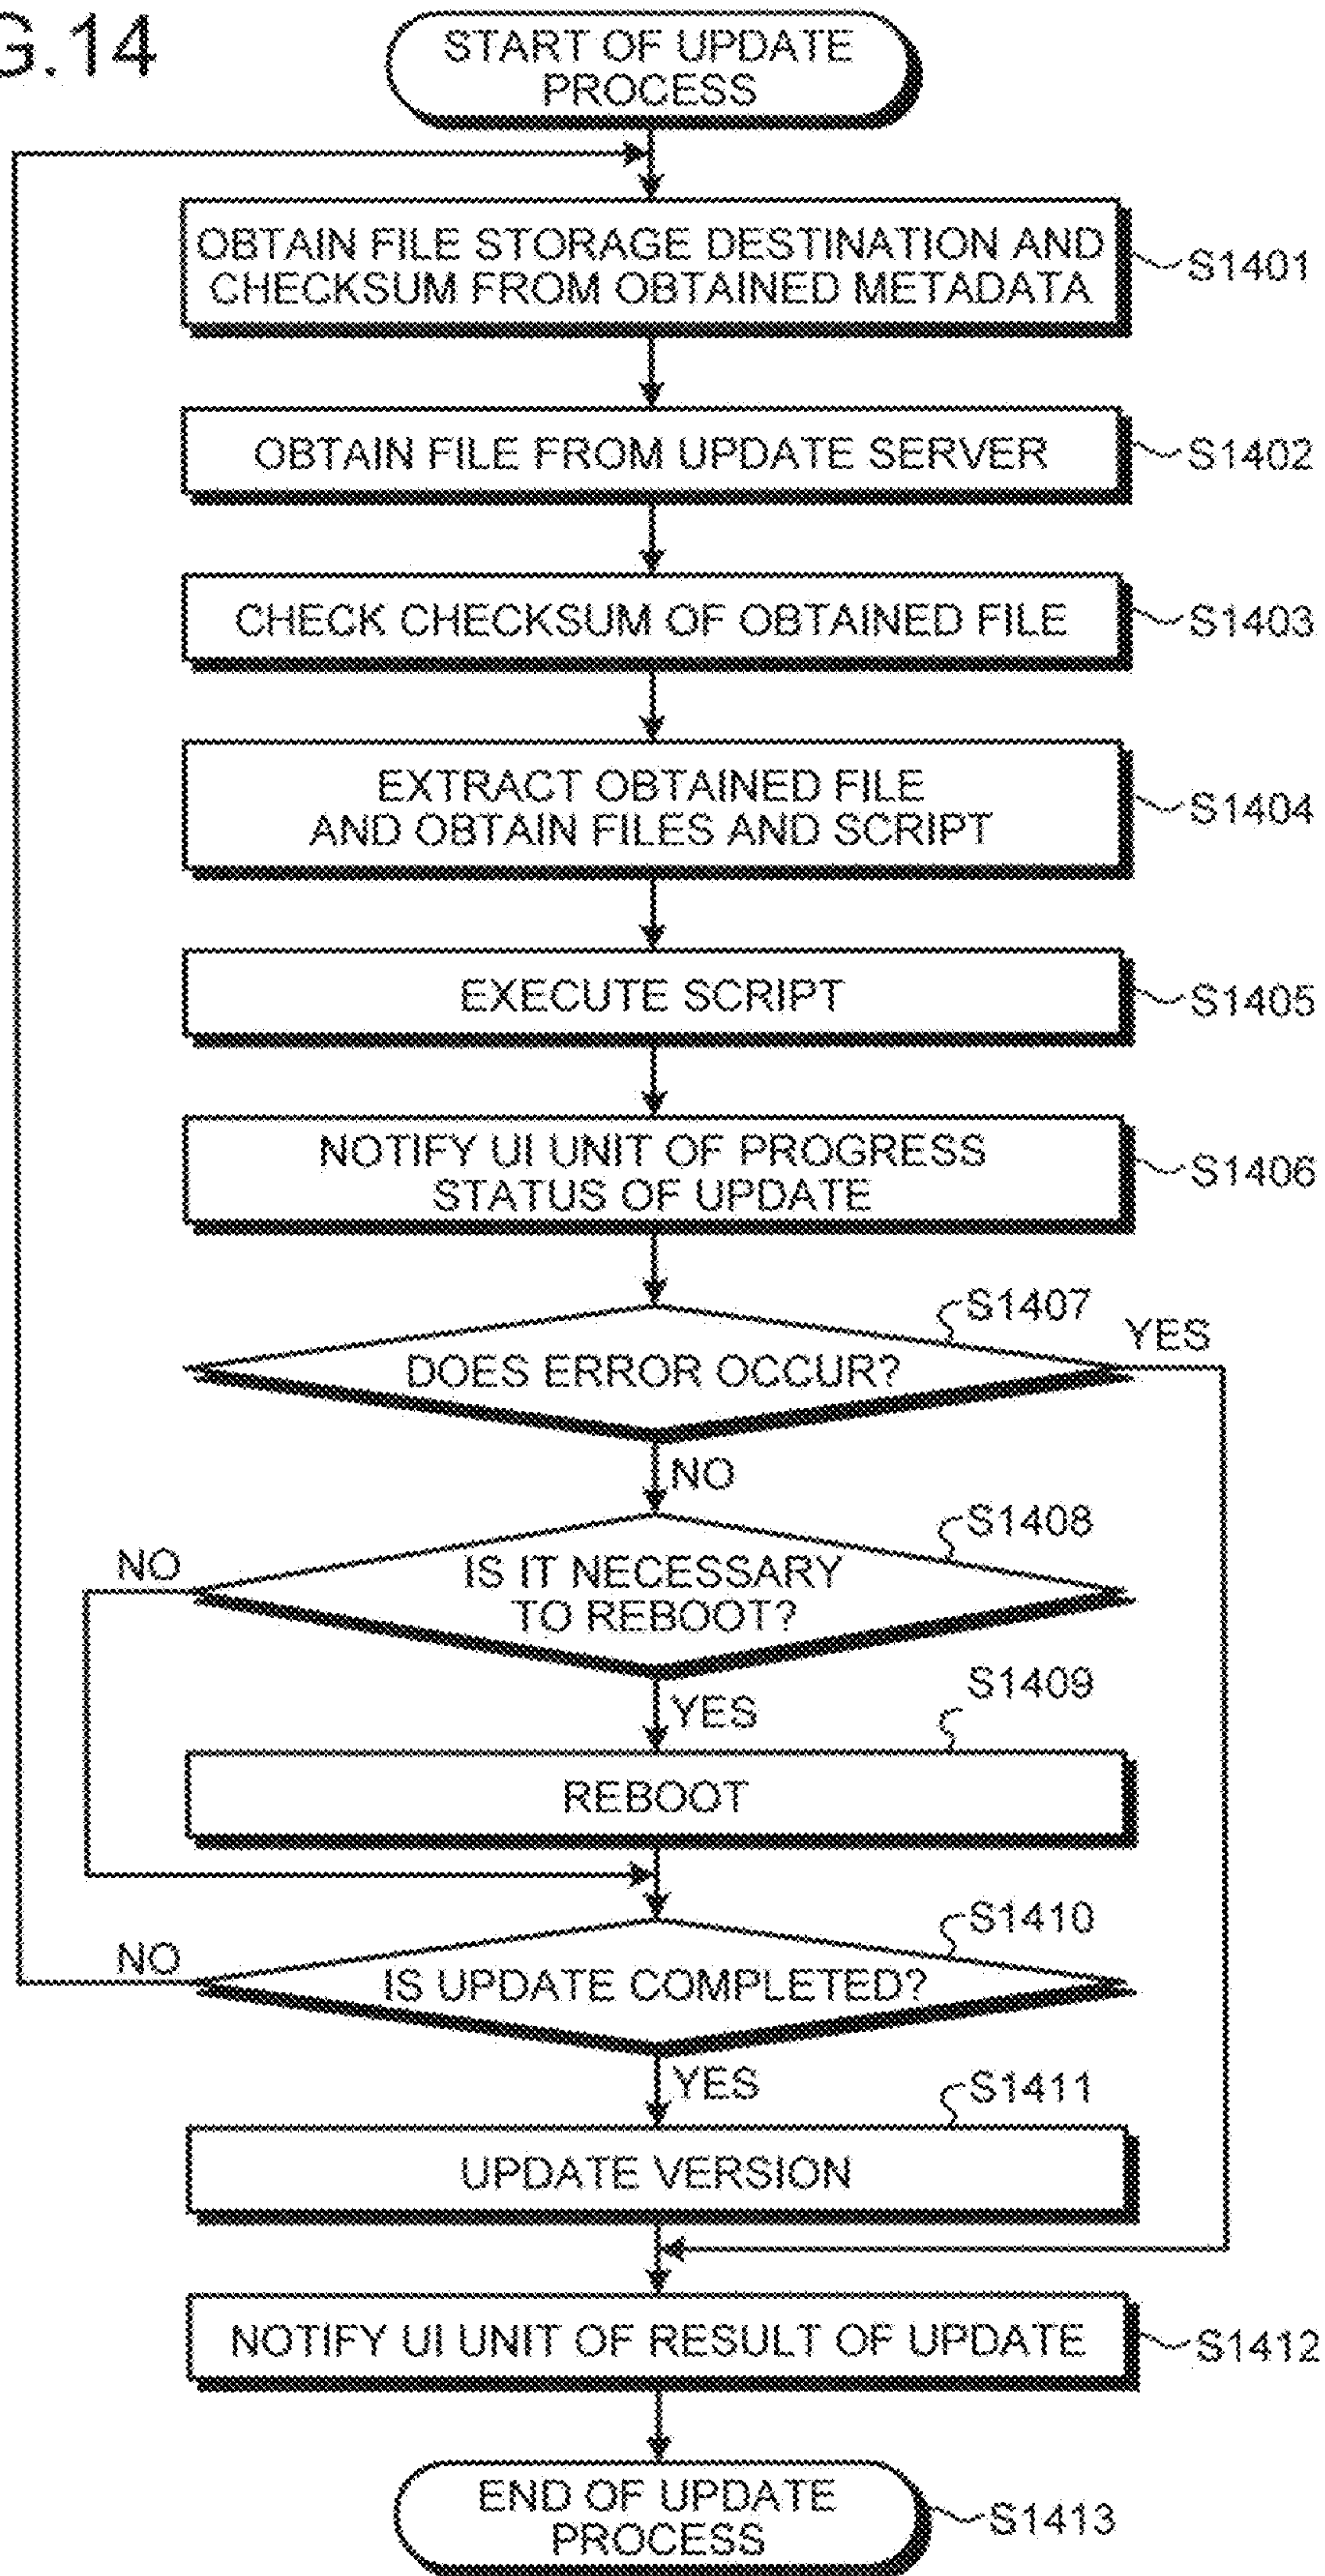 G.14
START OF UPDATE
PROCESS
OBTAIN FILE STORAGE DESTINATION AND
CHECKSUM FROM OBTAINED METADATA
S1401
OBTAIN FILE FROM UPDATE SERVER
S1402
CHECK CHECKSUM OF OBTAINED FILE
S1403
EXTRACT OBTAINED FILE
AND OBTAIN FILES AND SCRIPT
S1404
EXECUTE SCRIPT
S1405
NOTIFY UI UNIT OF PROGRESS
STATUS OF UPDATE
S1406
S1407
YES
DOES ERROR OCCUR?
NO
S1408
NO
IS IT NECESSARY
TO REBOOT?
S1409
YES
REBOOT
S1410
NO
IS UPDATE COMPLETED?
YES
S1411
UPDATE VERSION
NOTIFY UI UNIT OF RESULT OF UPDATE
S1412
END OF UPDATE
PROCESS
S1413